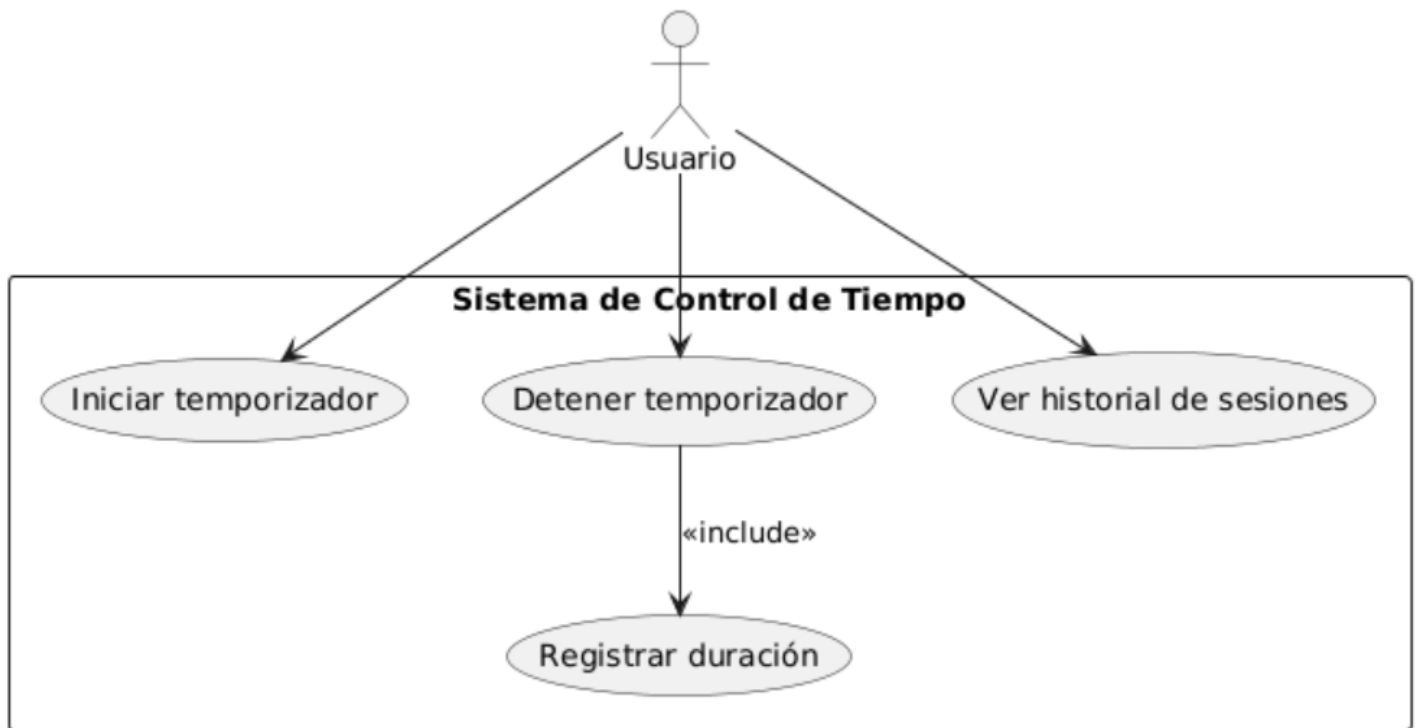 Usuario
Sistema de Control de Tiempo
Iniciar temporizador
Detener temporizador
Ver historial de sesiones
«include»
Registrar duración